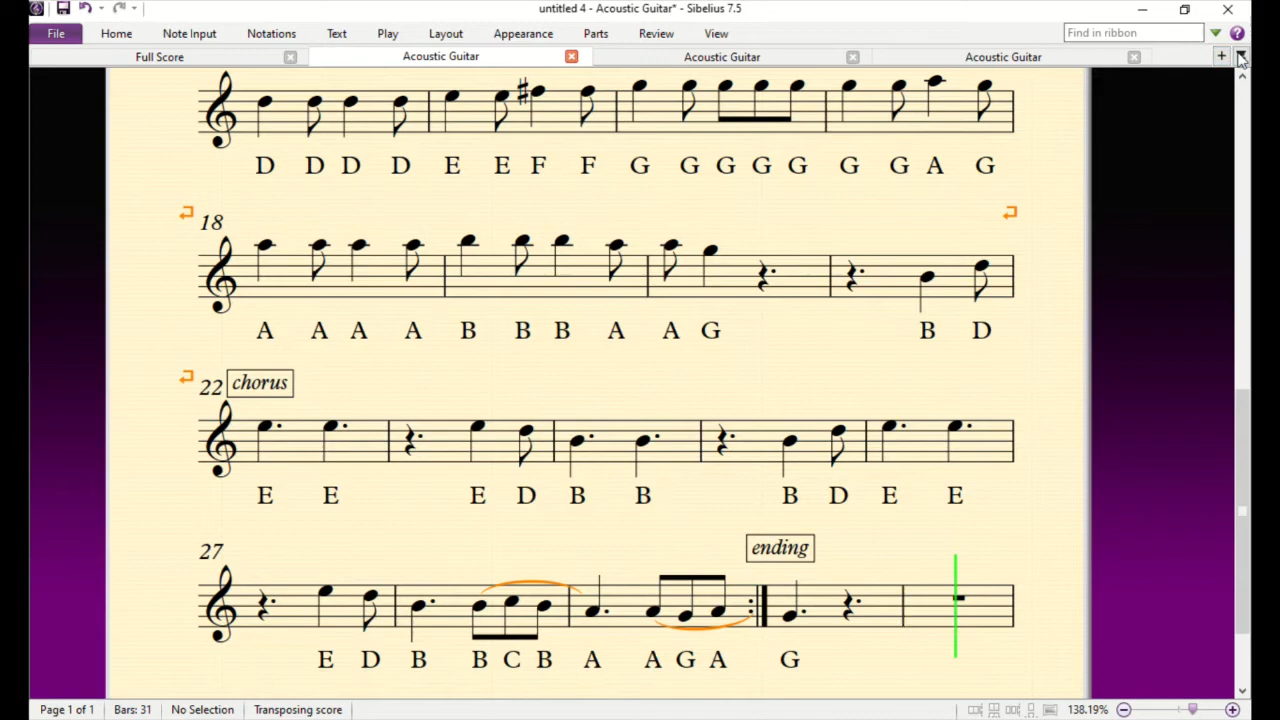 untitled 4 - Acoustic Guitar* - Sibelius 7.5
File Home Note Input Notations Text Play Layout Appearance Parts Review View Find in ribbon
Full Score Acoustic Guitar Acoustic Guitar Acoustic Guitar
D D D D E E F F G G G G G G G A G
18
A A A A B B B A A G B D
22 chorus
E E E D B B B D E E
27 ending
E D B B C B A A G A G
Page 1 of 1 Bars: 31 No Selection Transposing score 138.19%